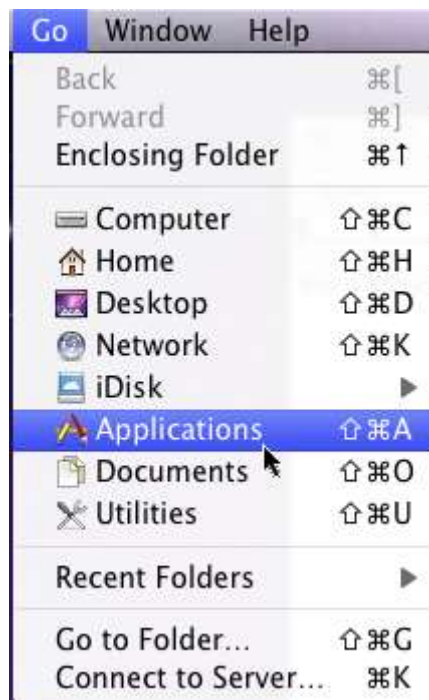 Go Window Help
Back ⌘[
Forward ⌘]
Enclosing Folder ⌘↑
Computer ⇧⌘C
Home ⇧⌘H
Desktop ⇧⌘D
Network ⇧⌘K
iDisk ▶
Applications ⇧⌘A
Documents ⇧⌘O
Utilities ⇧⌘U
Recent Folders ▶
Go to Folder... ⇧⌘G
Connect to Server... ⌘K